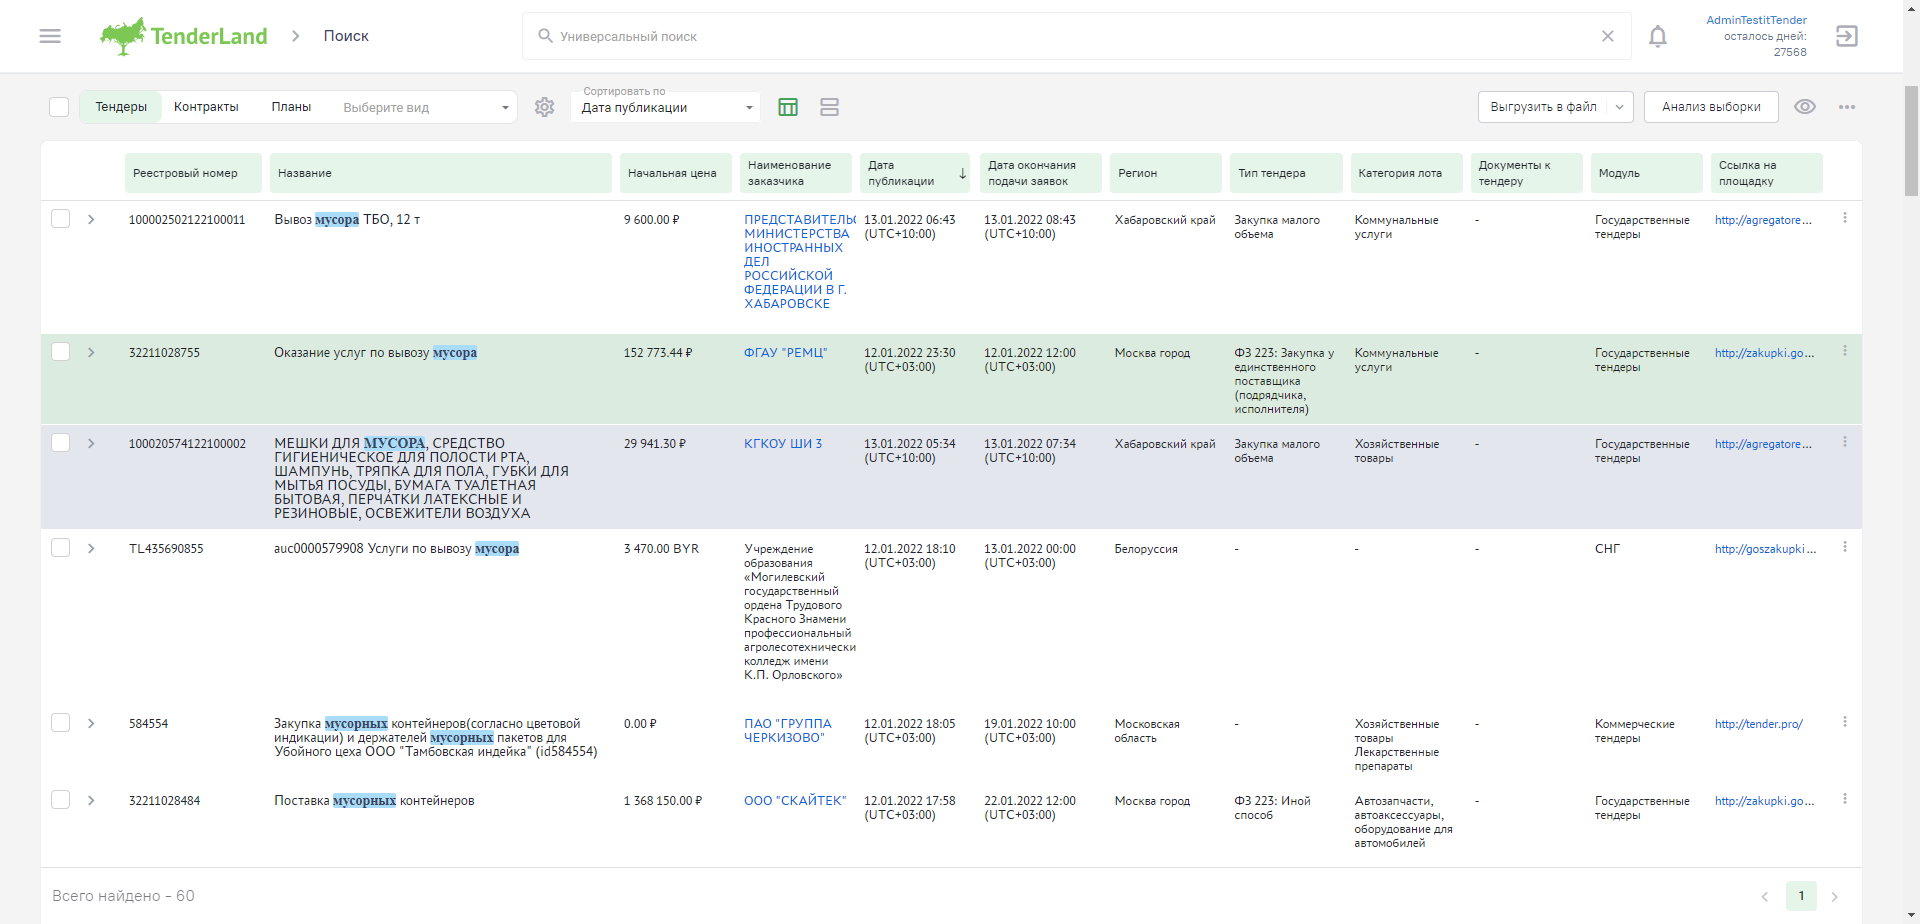 TenderLand
Поиск
Универсальный поиск
AdminTestitTender
осталось дней:
27568
Тендеры
Контракты
Планы
Выберите вид
Сортировать по
Дата публикации
Выгрузить в файл
Анализ выборки
Реестровый номер
Название
Начальная цена
Наименование
заказчика
Дата
публикации
Дата окончания
подачи заявок
Регион
Тип тендера
Категория лота
Документы к
тендеру
Модуль
Ссылка на
площадку
100002502122100011
Вывоз мусора ТБО, 12 т
9 600.00 ₽
ПРЕДСТАВИТЕЛЬС
МИНИСТЕРСТВА
ИНОСТРАННЫХ
ДЕЛ
РОССИЙСКОЙ
ФЕДЕРАЦИИ В Г.
ХАБАРОВСКЕ
13.01.2022 06:43
(UTC+10:00)
13.01.2022 08:43
(UTC+10:00)
Хабаровский край
Закупка малого
объема
Коммунальные
услуги
-
Государственные
тендеры
http://agregatore...
32211028755
Оказание услуг по вывозу мусора
152 773.44 ₽
ФГАУ "РЕМЦ"
12.01.2022 23:30
(UTC+03:00)
12.01.2022 12:00
(UTC+03:00)
Москва город
ФЗ 223: Закупка у
единственного
поставщика
(подрядчика,
исполнителя)
Коммунальные
услуги
-
Государственные
тендеры
http://zakupki.go...
100020574122100002
МЕШКИ ДЛЯ МУСОРА, СРЕДСТВО
ГИГИЕНИЧЕСКОЕ ДЛЯ ПОЛОСТИ РТА,
ШАМПУНЬ, ТРЯПКА ДЛЯ ПОЛА, ГУБКИ ДЛЯ
МЫТЬЯ ПОСУДЫ, БУМАГА ТУАЛЕТНАЯ
БЫТОВАЯ, ПЕРЧАТКИ ЛАТЕКСНЫЕ И
РЕЗИНОВЫЕ, ОСВЕЖИТЕЛИ ВОЗДУХА
29 941.30 ₽
КГКОУ ШИ 3
13.01.2022 05:34
(UTC+10:00)
13.01.2022 07:34
(UTC+10:00)
Хабаровский край
Закупка малого
объема
Хозяйственные
товары
-
Государственные
тендеры
http://agregatore...
TL435690855
auc0000579908 Услуги по вывозу мусора
3 470.00 BYR
Учреждение
образования
«Могилевский
государственный
ордена Трудового
Красного Знамени
профессиональный
агролесотехнически
колледж имени
К.П. Орловского»
12.01.2022 18:10
(UTC+03:00)
13.01.2022 00:00
(UTC+03:00)
Белоруссия
-
-
-
СНГ
http://goszakupki...
584554
Закупка мусорных контейнеров(согласно цветовой
индикации) и держателей мусорных пакетов для
Убойного цеха ООО "Тамбовская индейка" (id584554)
0.00 ₽
ПАО "ГРУППА
ЧЕРКИЗОВО"
12.01.2022 18:05
(UTC+03:00)
19.01.2022 10:00
(UTC+03:00)
Московская
область
-
Хозяйственные
товары
Лекарственные
препараты
Коммерческие
тендеры
http://tender.pro/
32211028484
Поставка мусорных контейнеров
1 368 150.00 ₽
ООО "СКАЙТЕК"
12.01.2022 17:58
(UTC+03:00)
22.01.2022 12:00
(UTC+03:00)
Москва город
ФЗ 223: Иной
способ
Автозапчасти,
автоаксессуары,
оборудование для
автомобилей
-
Государственные
тендеры
http://zakupki.go...
Всего найдено - 60
1